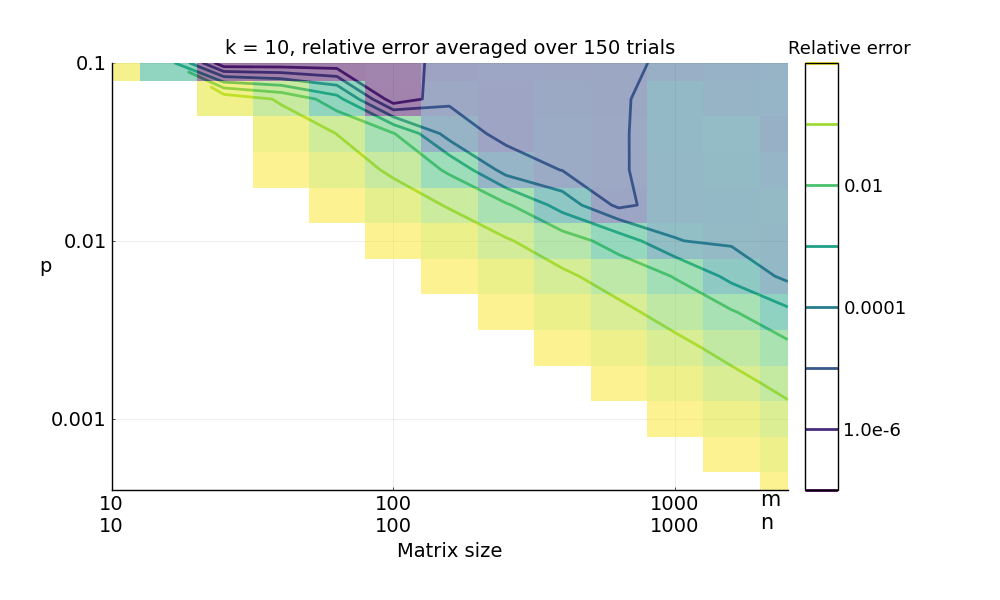 k = 10, relative error averaged over 150 trials
Relative error
0.1
0.01
0.001
p
0.01
0.0001
1.0e-6
10 100 1000 m
10 100 1000 n
Matrix size